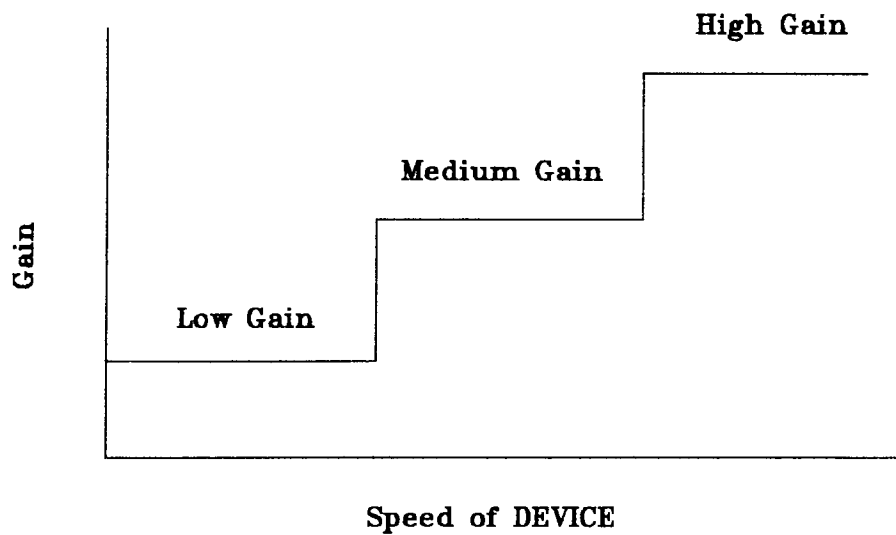 High Gain
Medium Gain
Gain
Low Gain
Speed of DEVICE